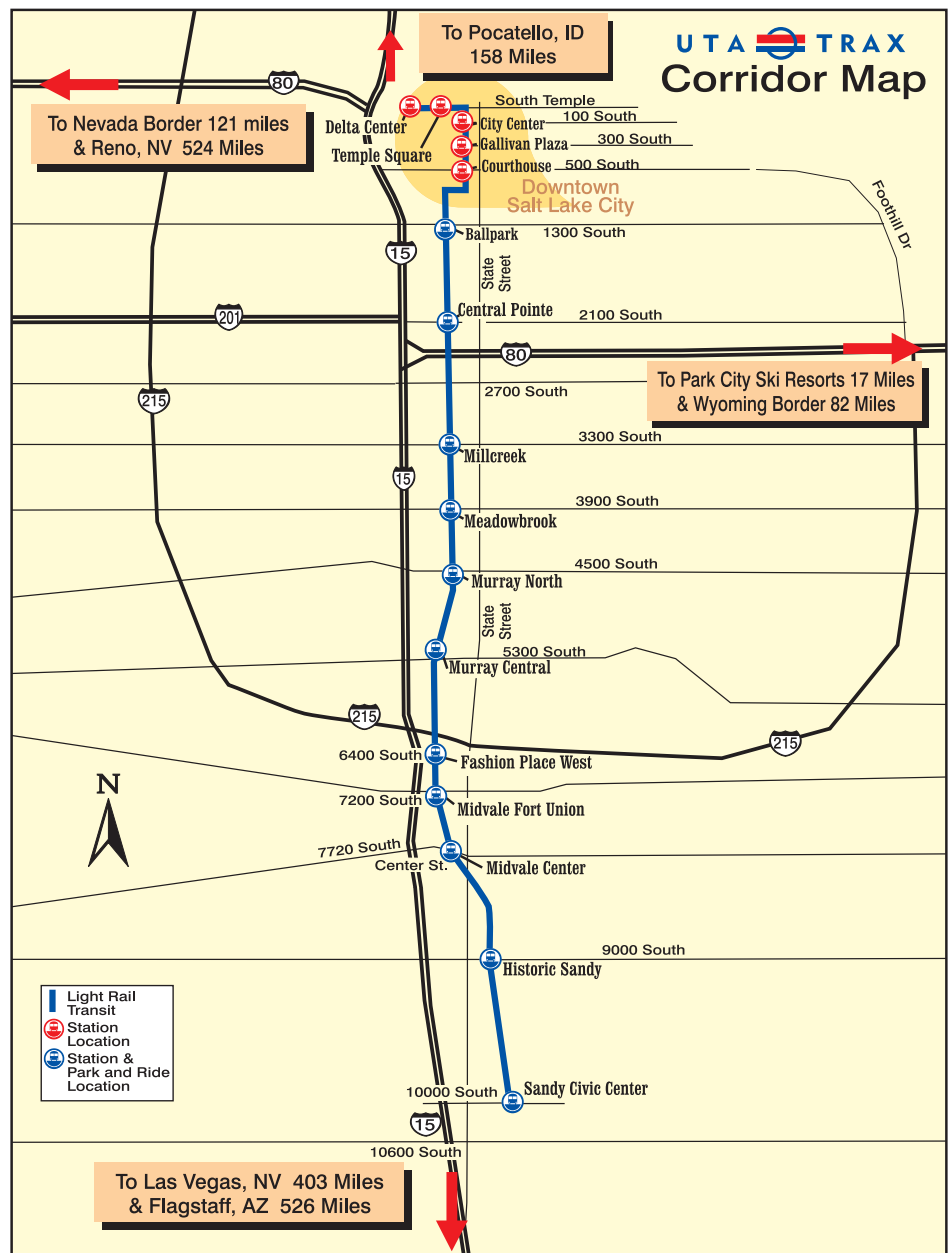 UTA TRAX
Corridor Map
To Pocatello, ID
158 Miles
80
To Nevada Border 121 miles
& Reno, NV 524 Miles
South Temple
Delta Center
Temple Square
City Center
100 South
Gallivan Plaza
300 South
Courthouse
500 South
Downtown
Salt Lake City
Foothill Dr
Ballpark
1300 South
15
State
Street
Central Pointe
201
2100 South
80
To Park City Ski Resorts 17 Miles
& Wyoming Border 82 Miles
2700 South
215
Millcreek
3300 South
15
Meadowbrook
3900 South
Murray North
4500 South
State
Street
Murray Central
5300 South
215
215
6400 South
Fashion Place West
N
7200 South
Midvale Fort Union
7720 South
Center St.
Midvale Center
9000 South
Historic Sandy
Light Rail
Transit
Station
Location
Station &
Park and Ride
Location
10000 South
Sandy Civic Center
15
10600 South
To Las Vegas, NV 403 Miles
& Flagstaff, AZ 526 Miles